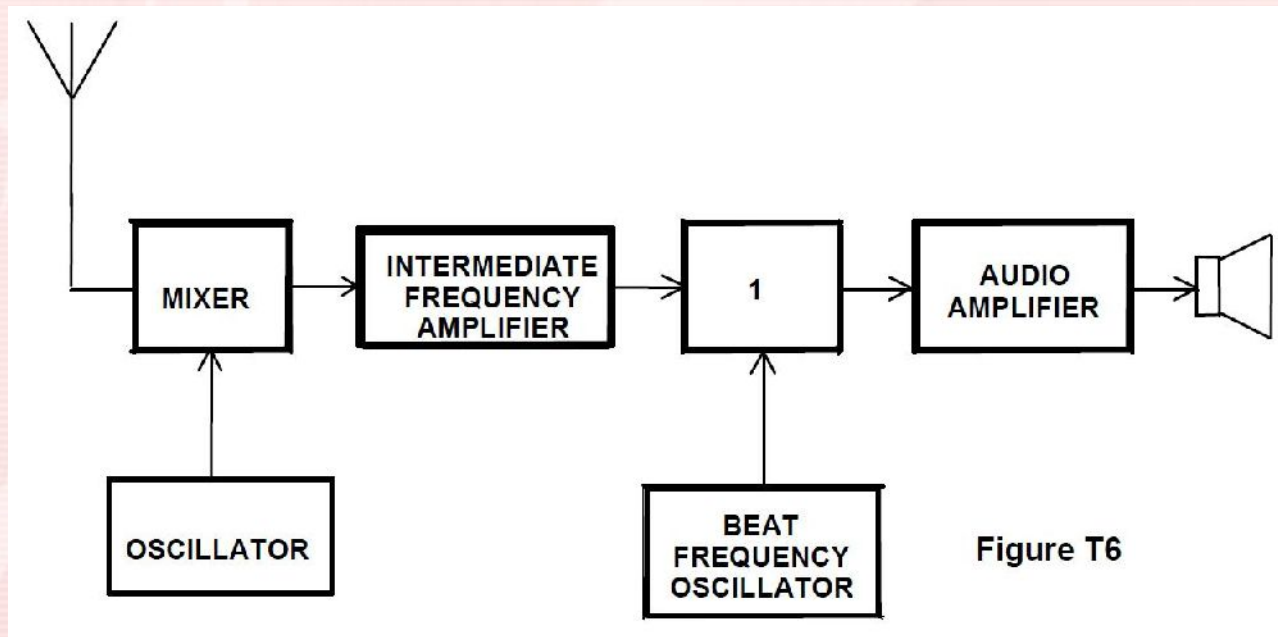 MIXER
INTERMEDIATE
FREQUENCY
AMPLIFIER
1
AUDIO
AMPLIFIER
OSCILLATOR
BEAT
FREQUENCY
OSCILLATOR
Figure T6